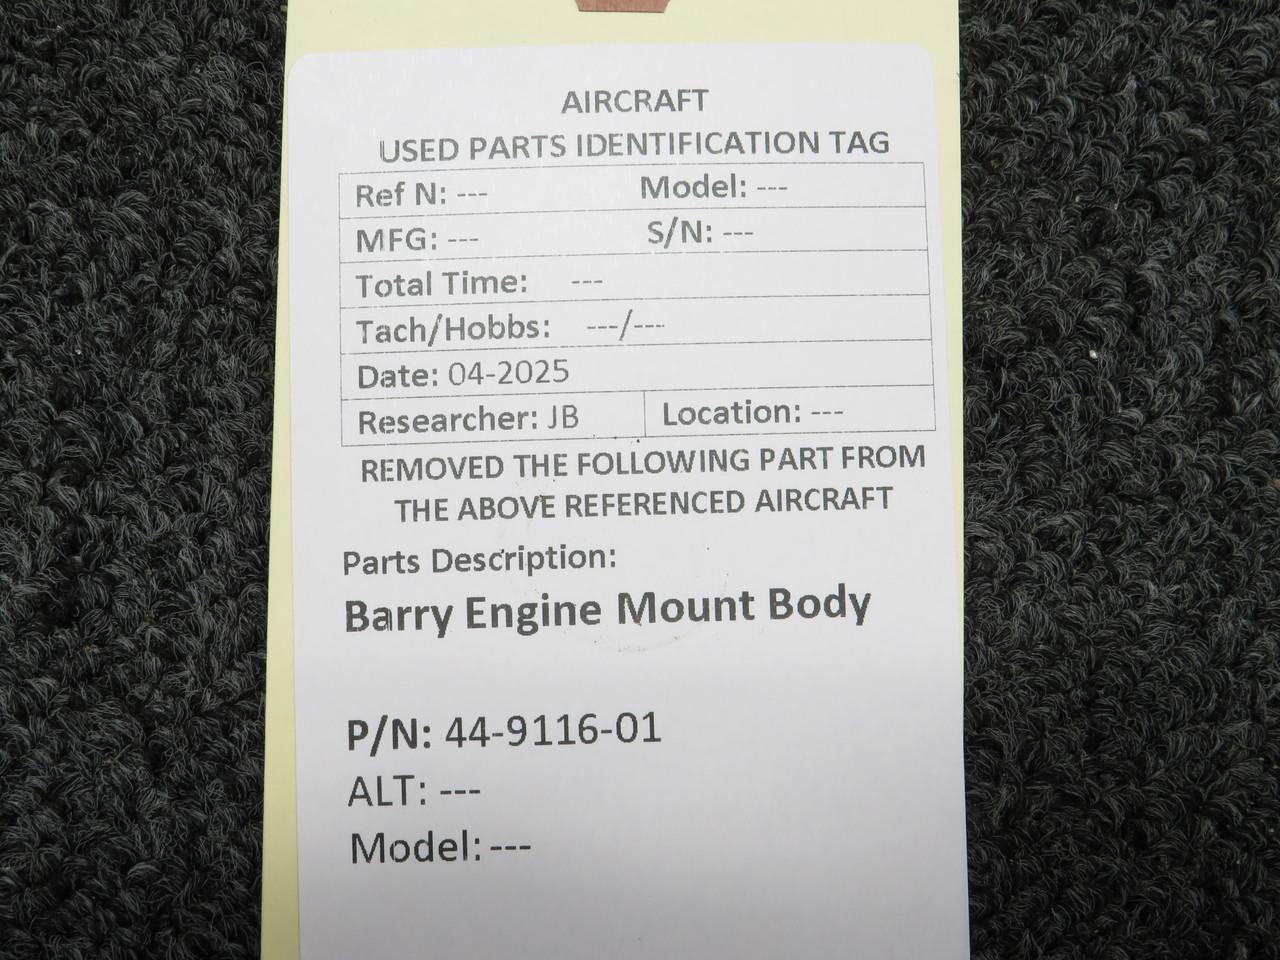 AIRCRAFT
USED PARTS IDENTIFICATION TAG
Ref N: --- Model: ---
MFG: --- S/N: ---
Total Time: ---
Tach/Hobbs: ---/---
Date: 04-2025
Researcher: JB Location: ---
REMOVED THE FOLLOWING PART FROM
THE ABOVE REFERENCED AIRCRAFT
Parts Description:
Barry Engine Mount Body
P/N: 44-9116-01
ALT: ---
Model: ---